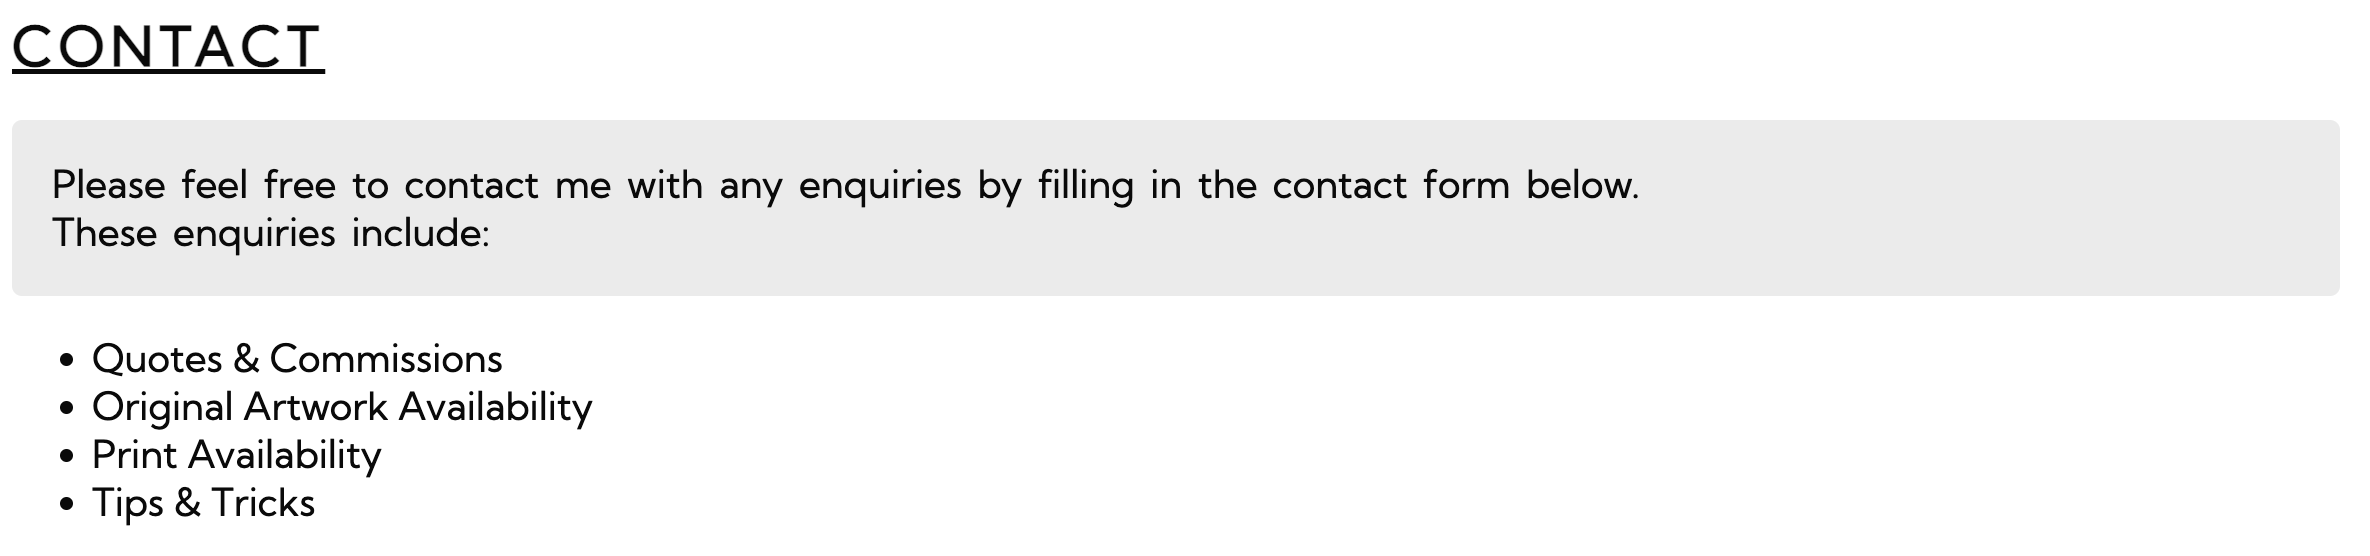 CONTACT
Please feel free to contact me with any enquiries by filling in the contact form below.
These enquiries include:
• Quotes & Commissions
• Original Artwork Availability
• Print Availability
• Tips & Tricks